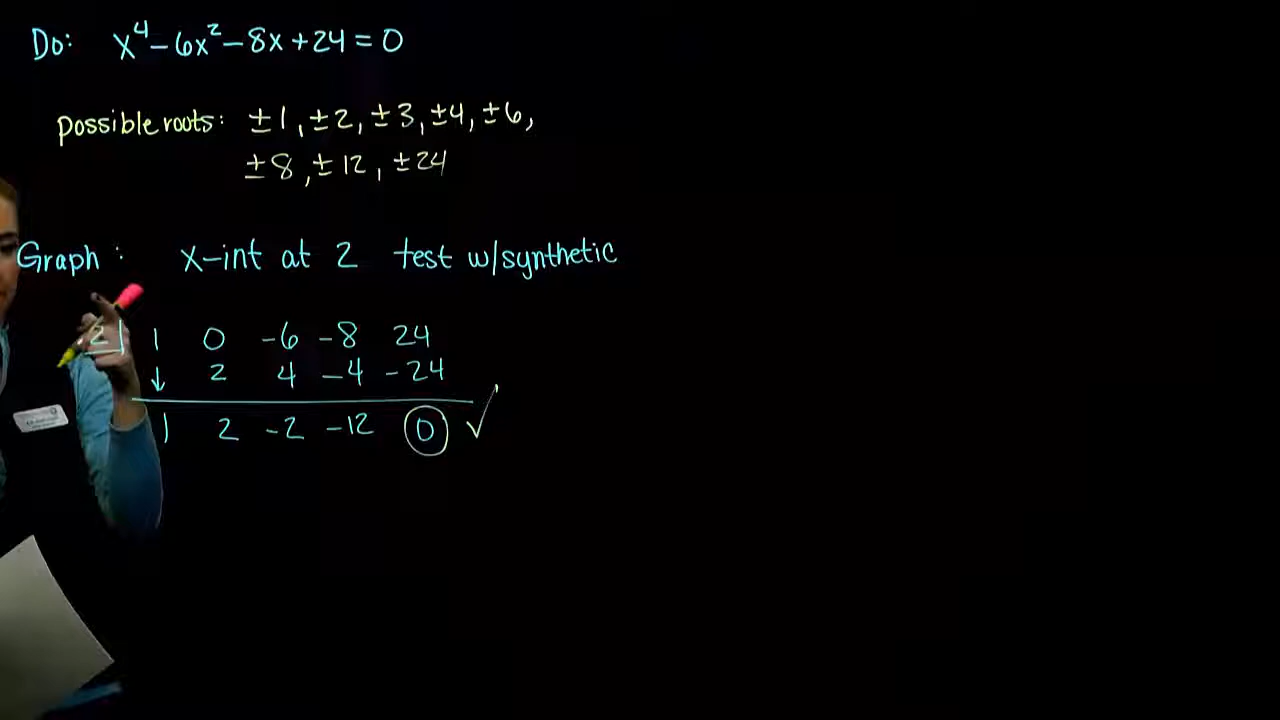 Do: x⁴-6x²-8x+24=0
possible roots: ±1, ±2, ±3, ±4, ±6,
±8, ±12, ±24
Graph: x-int at 2 test w/synthetic
2| 1 0 -6 -8 24
↓ 2 4 -4 -24
1 2 -2 -12 0 ✓